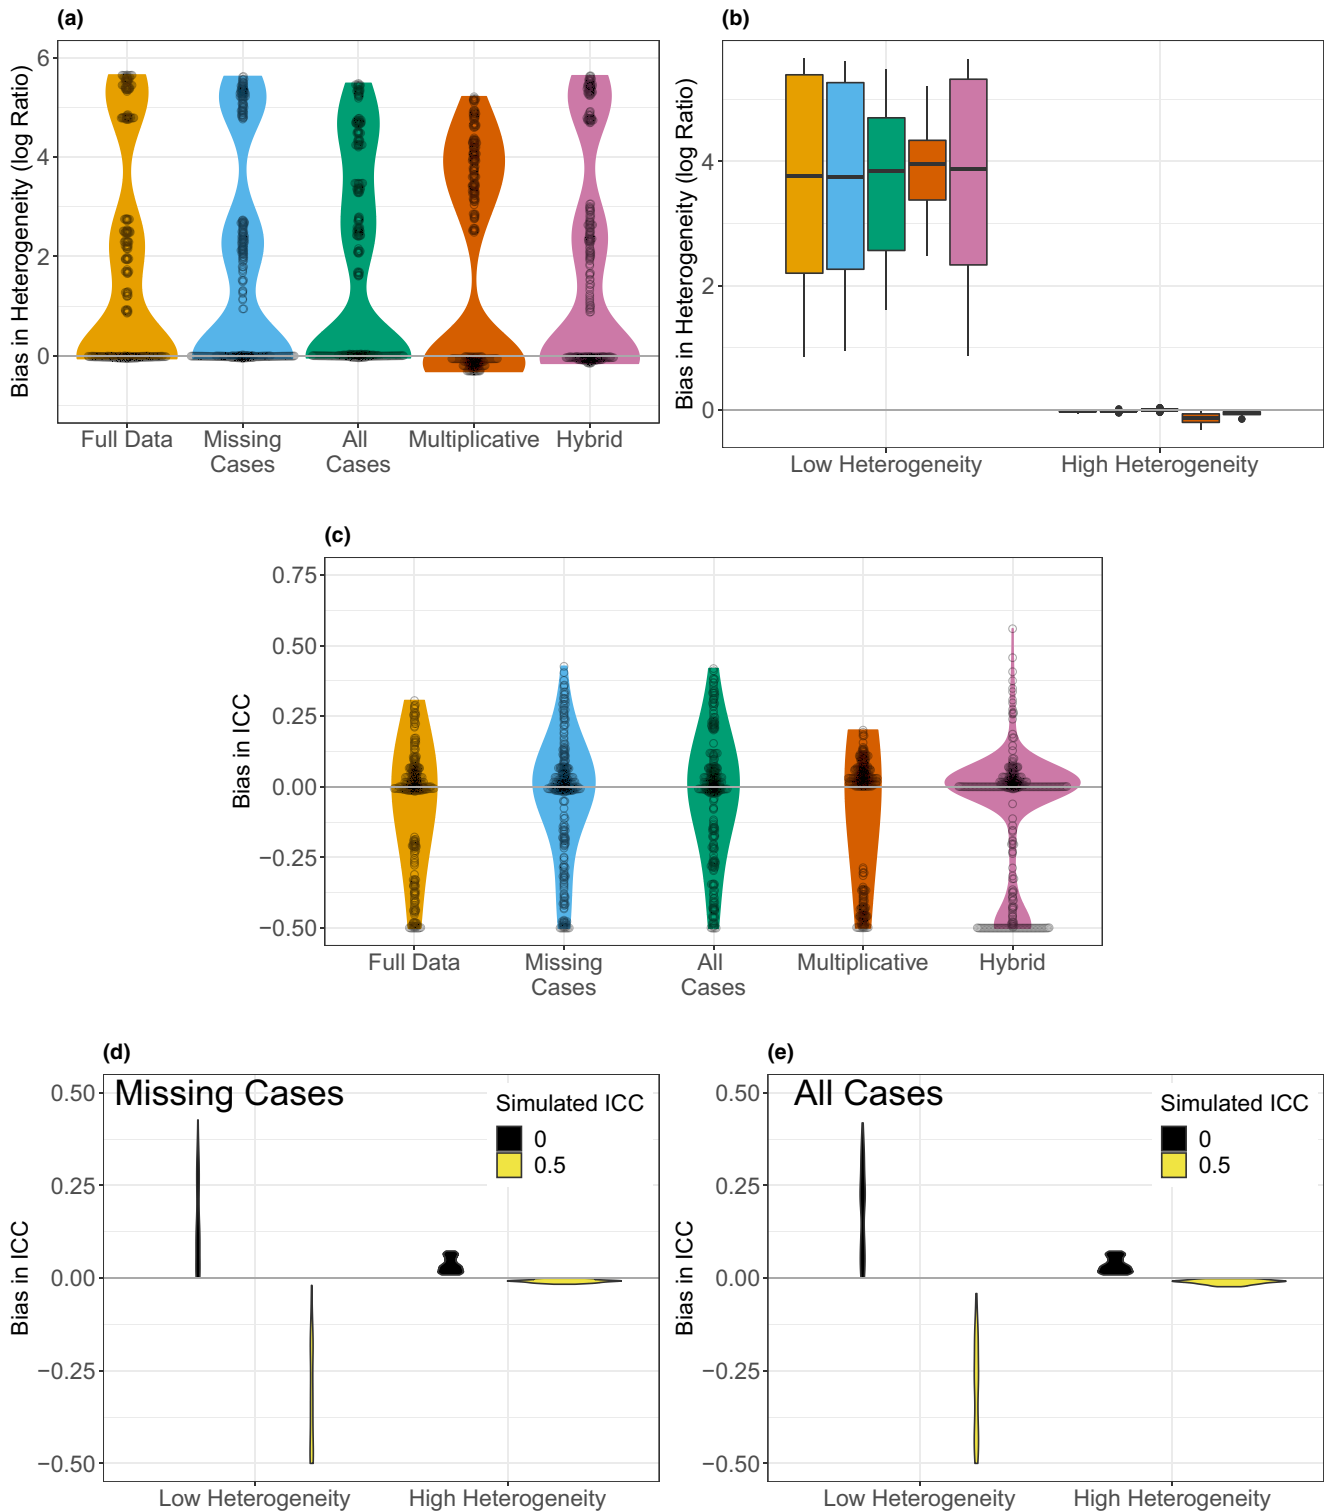 (a)
Bias in Heterogeneity (log Ratio)
6
4
2
0
Full Data
Missing
Cases
All
Cases
Multiplicative
Hybrid
(b)
Bias in Heterogeneity (log Ratio)
4
2
0
Low Heterogeneity
High Heterogeneity
(c)
Bias in ICC
0.75
0.50
0.25
0.00
−0.25
−0.50
Full Data
Missing
Cases
All
Cases
Multiplicative
Hybrid
(d)
Missing Cases
Simulated ICC
0
0.5
Bias in ICC
0.50
0.25
0.00
−0.25
−0.50
Low Heterogeneity
High Heterogeneity
(e)
All Cases
Simulated ICC
0
0.5
Bias in ICC
0.50
0.25
0.00
−0.25
−0.50
Low Heterogeneity
High Heterogeneity